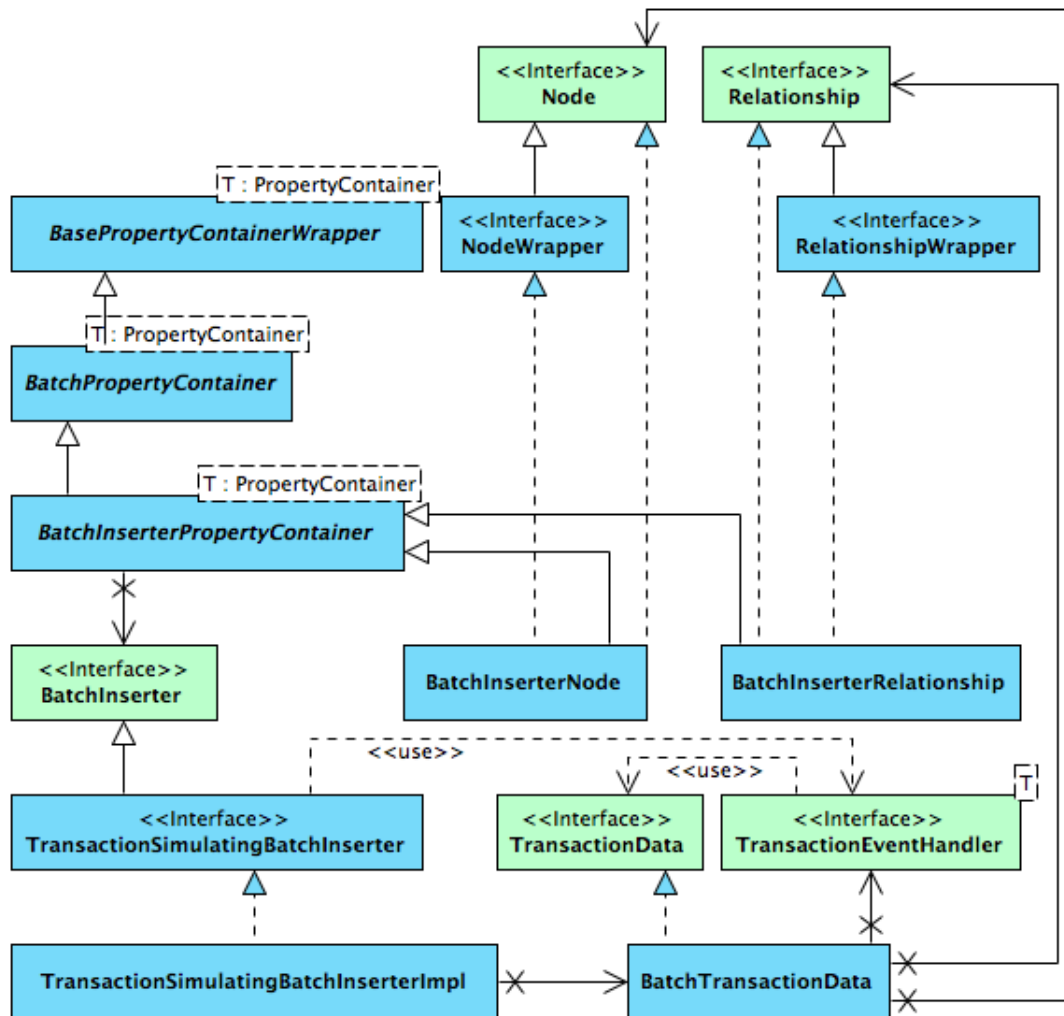 <<Interface>>
Node
<<Interface>>
Relationship
T : PropertyContainer
BasePropertyContainerWrapper
<<Interface>>
NodeWrapper
<<Interface>>
RelationshipWrapper
T : PropertyContainer
BatchPropertyContainer
T : PropertyContainer
BatchInserterPropertyContainer
<<Interface>>
BatchInserter
BatchInserterNode
BatchInserterRelationship
<<use>>
<<use>>
T
<<Interface>>
TransactionSimulatingBatchInserter
<<Interface>>
TransactionData
<<Interface>>
TransactionEventHandler
TransactionSimulatingBatchInserterImpl
BatchTransactionData